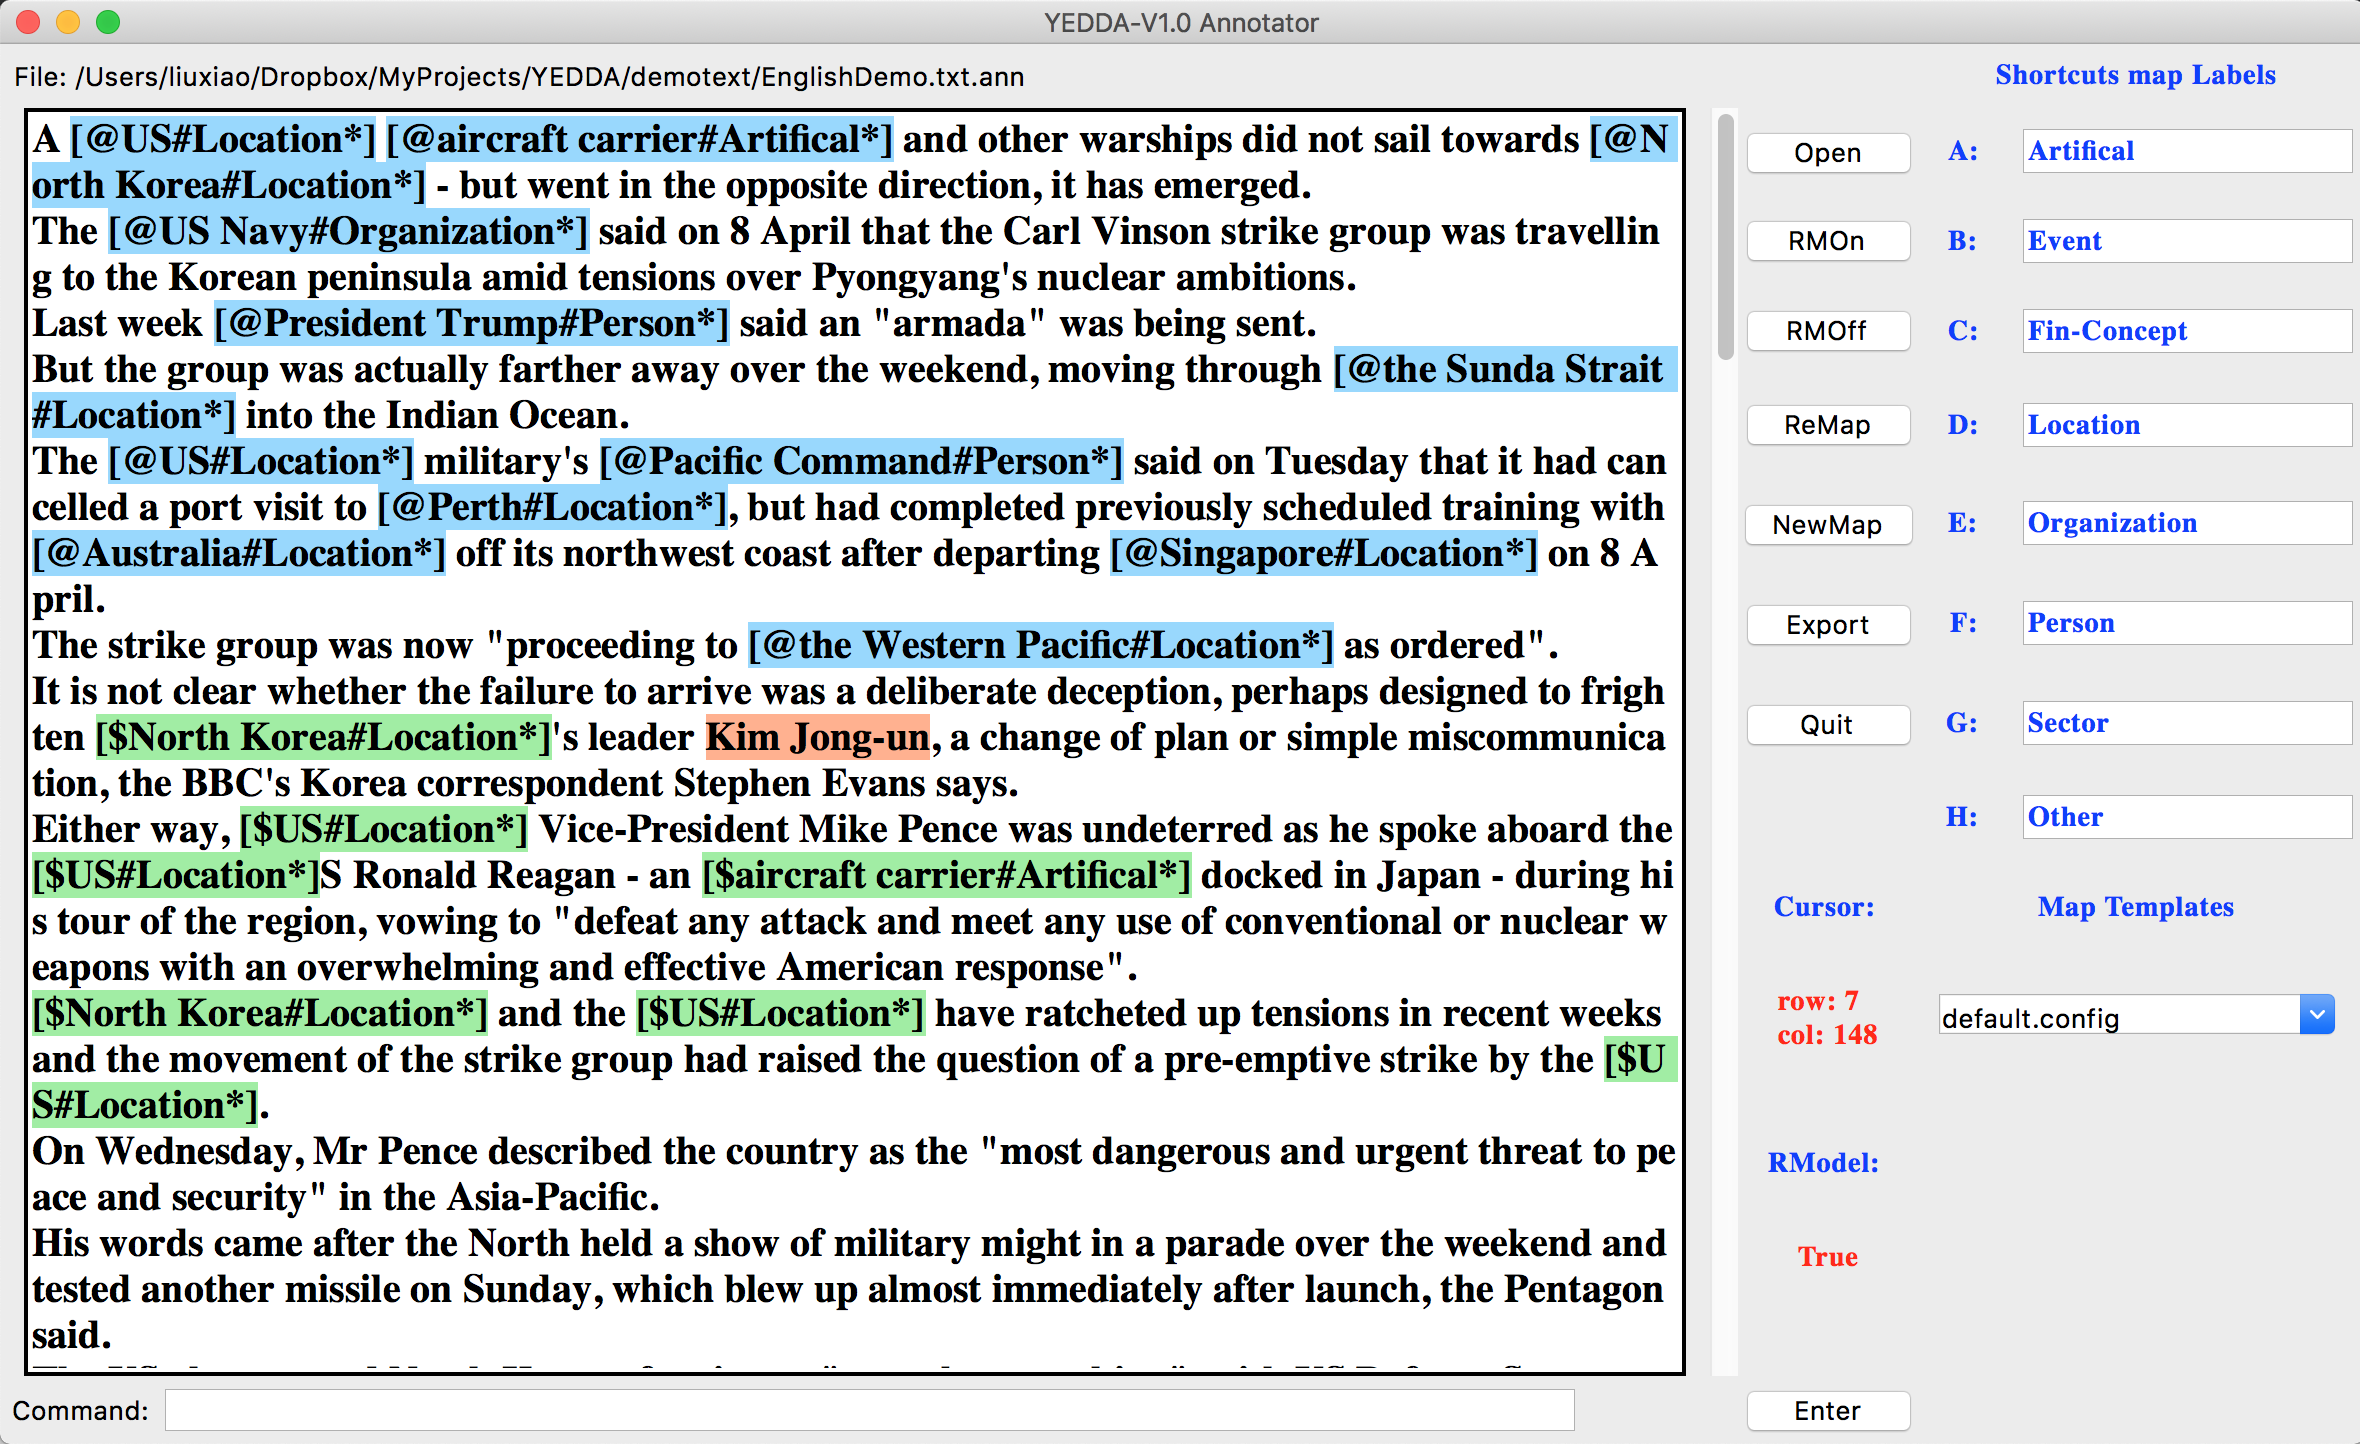 YEDDA-V1.0 Annotator
File: /Users/liuxiao/Dropbox/MyProjects/YEDDA/demotext/EnglishDemo.txt.ann
A [@US#Location*] [@aircraft carrier#Artifical*] and other warships did not sail towards [@N
orth Korea#Location*] - but went in the opposite direction, it has emerged.
The [@US Navy#Organization*] said on 8 April that the Carl Vinson strike group was travellin
g to the Korean peninsula amid tensions over Pyongyang's nuclear ambitions.
Last week [@President Trump#Person*] said an "armada" was being sent.
But the group was actually farther away over the weekend, moving through [@the Sunda Strait
#Location*] into the Indian Ocean.
The [@US#Location*] military's [@Pacific Command#Person*] said on Tuesday that it had can
celled a port visit to [@Perth#Location*], but had completed previously scheduled training with
[@Australia#Location*] off its northwest coast after departing [@Singapore#Location*] on 8 A
pril.
The strike group was now "proceeding to [@the Western Pacific#Location*] as ordered".
It is not clear whether the failure to arrive was a deliberate deception, perhaps designed to frigh
ten [$North Korea#Location*]'s leader Kim Jong-un, a change of plan or simple miscommunica
tion, the BBC's Korea correspondent Stephen Evans says.
Either way, [$US#Location*] Vice-President Mike Pence was undeterred as he spoke aboard the
[$US#Location*]S Ronald Reagan - an [$aircraft carrier#Artifical*] docked in Japan - during hi
s tour of the region, vowing to "defeat any attack and meet any use of conventional or nuclear w
eapons with an overwhelming and effective American response".
[$North Korea#Location*] and the [$US#Location*] have ratcheted up tensions in recent weeks
and the movement of the strike group had raised the question of a pre-emptive strike by the [$U
S#Location*].
On Wednesday, Mr Pence described the country as the "most dangerous and urgent threat to pe
ace and security" in the Asia-Pacific.
His words came after the North held a show of military might in a parade over the weekend and
tested another missile on Sunday, which blew up almost immediately after launch, the Pentagon
said.
Command:
Shortcuts map Labels
Open
RMOn
RMOff
ReMap
NewMap
Export
Quit
A: Artifical
B: Event
C: Fin-Concept
D: Location
E: Organization
F: Person
G: Sector
H: Other
Cursor:
row: 7
col: 148
Map Templates
default.config
RModel:
True
Enter